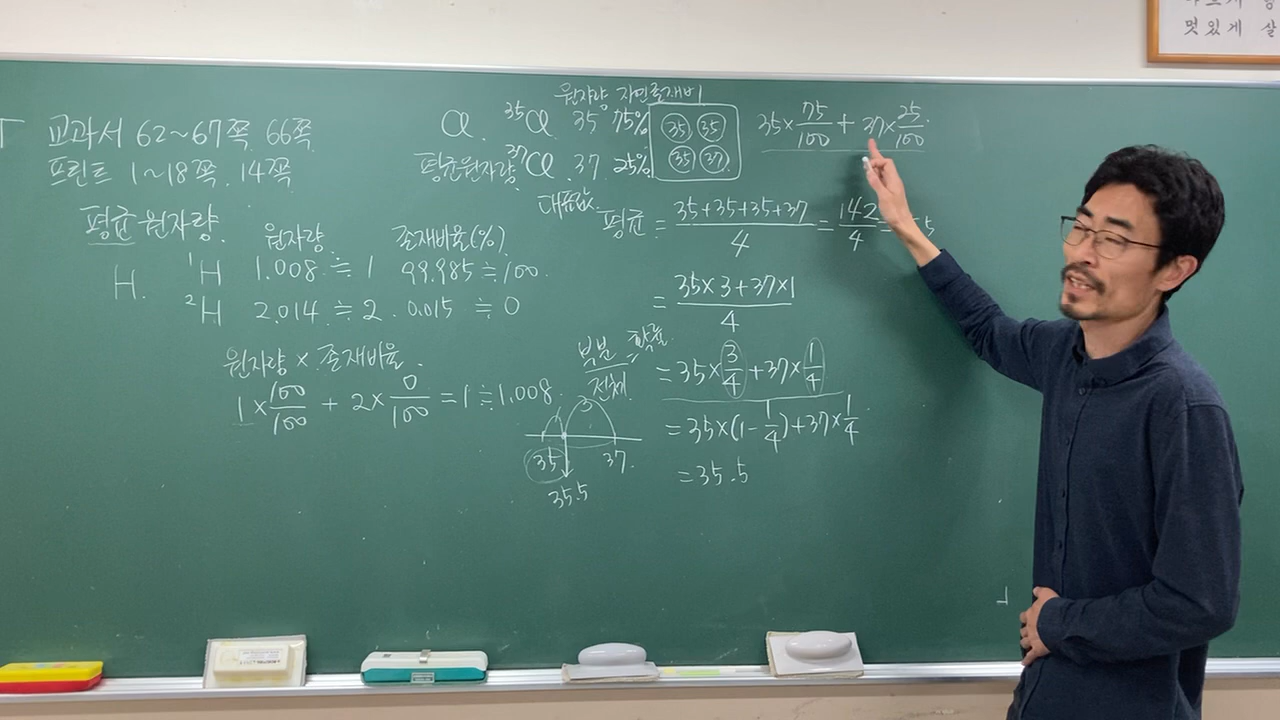 멋있게 살
교과서 62~67쪽 66쪽
프린트 1~18쪽. 14쪽
평균 원자량.
원자량. 존재비율(%)
H. ¹H 1.008 ≒ 1 99.985 ≒ 100.
²H 2.014 ≒ 2. 0.015 ≒ 0
원자량 × 존재비율.
1 × 100/100 + 2 × 0/100 = 1 ≒ 1.008.
원자량 자연존재비
Cl. ³⁵Cl 35 75%
평균원자량. ³⁷Cl. 37 25%
대푯값
35 35
35 37
35 × 75/100 + 37 × 25/100
평균 = (35+35+35+37)/4 = 142/4 =
= (35×3+37×1)/4
부분/전체
= 35 × 3/4 + 37 × 1/4
= 35 × (1 - 1/4) + 37 × 1/4
= 35.5
35 37.
35.5